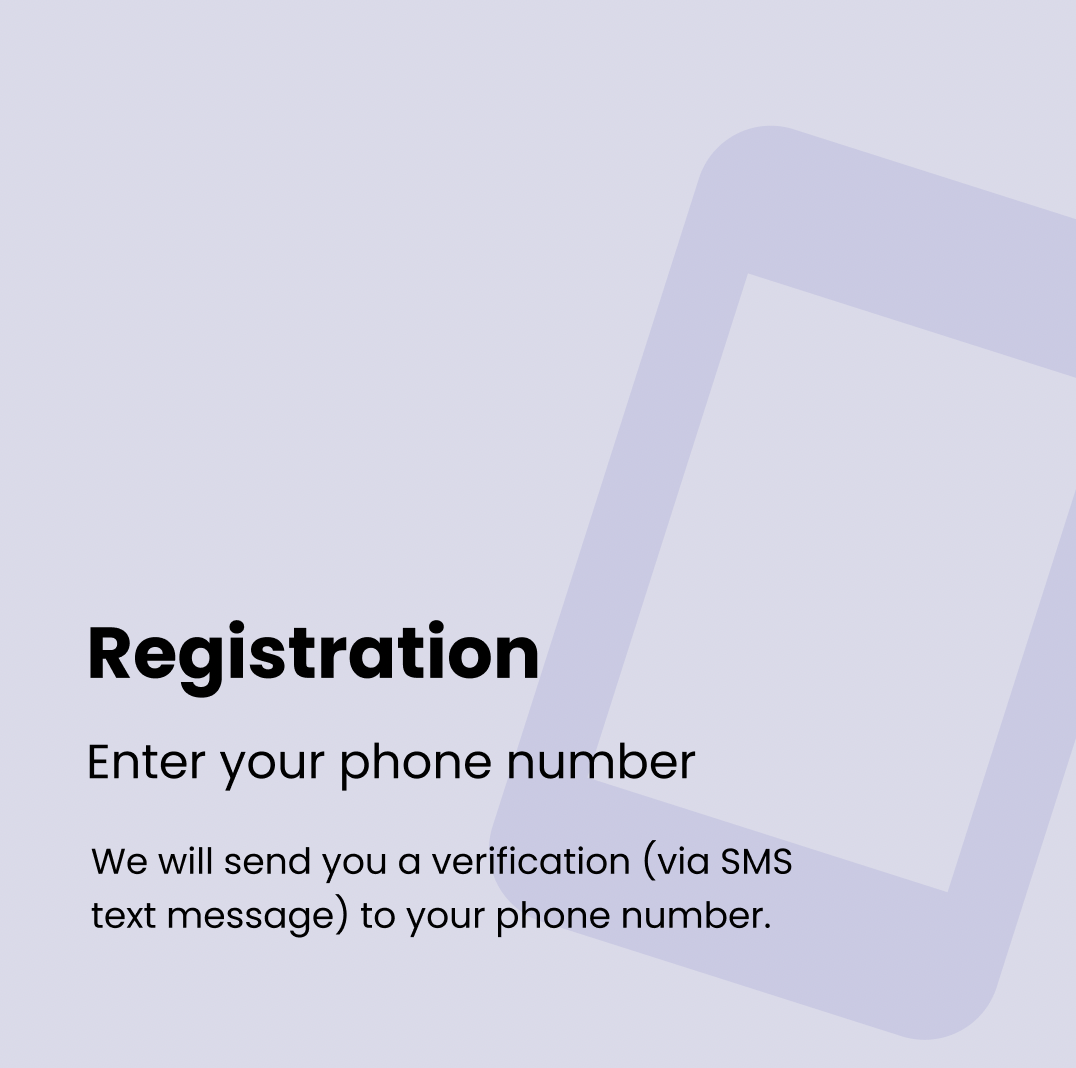 Registration
Enter your phone number
We will send you a verification (via SMS
text message) to your phone number.